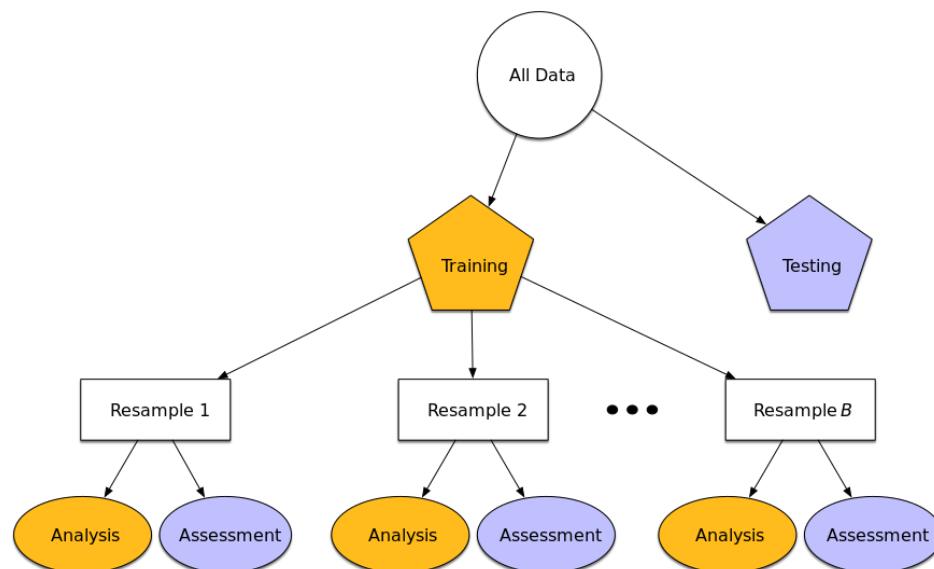 All Data
Training
Testing
Resample 1
Resample 2
Resample B
Analysis
Assessment
Analysis
Assessment
Analysis
Assessment